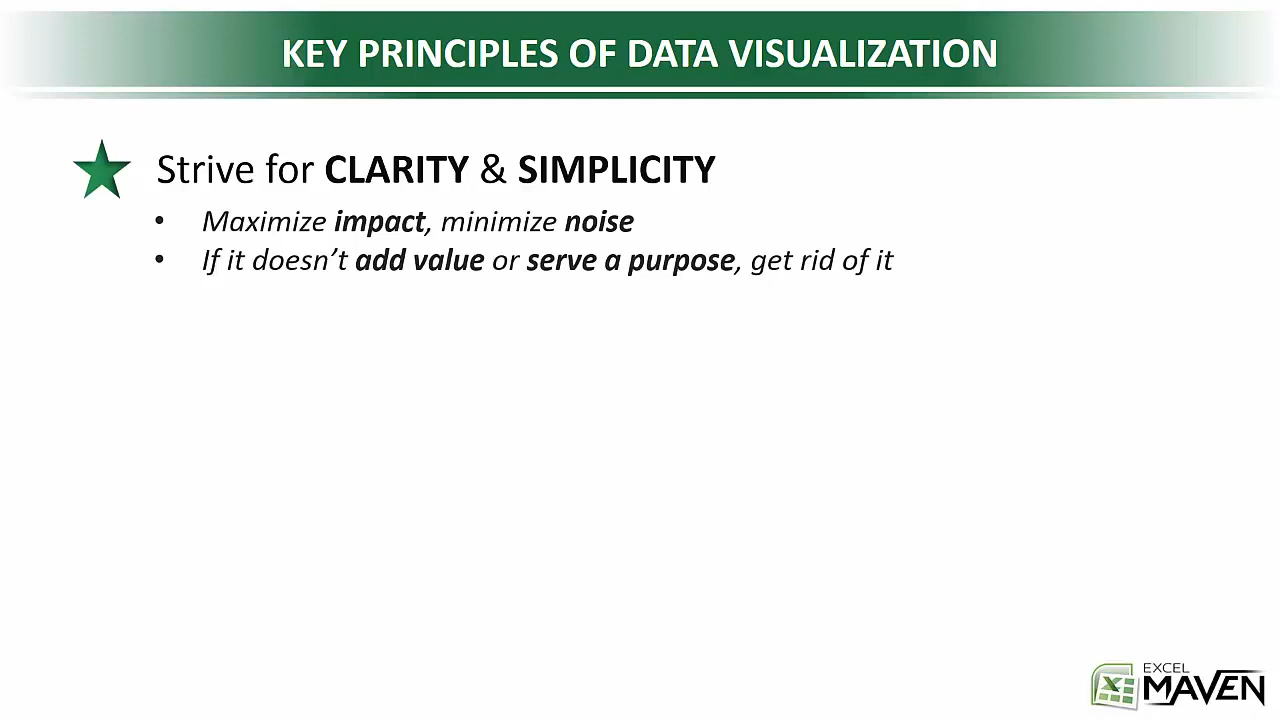 KEY PRINCIPLES OF DATA VISUALIZATION
Strive for CLARITY & SIMPLICITY
• Maximize impact, minimize noise
• If it doesn’t add value or serve a purpose, get rid of it
EXCEL
MAVEN